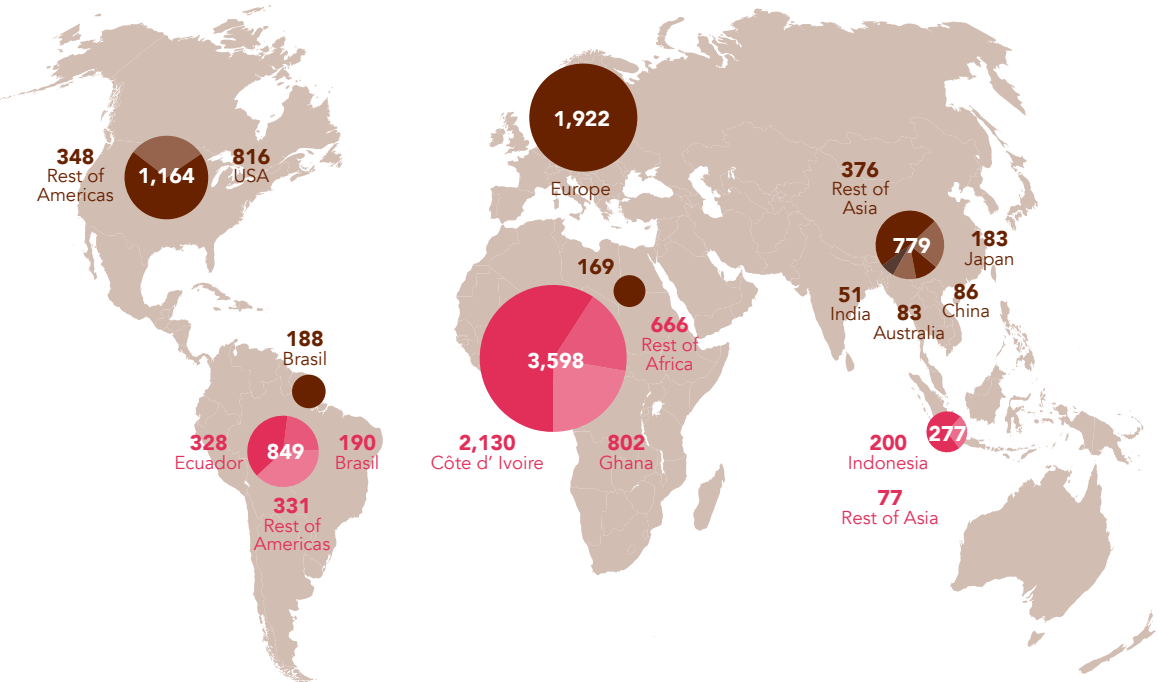 1,922
Europe
348
Rest of
Americas
1,164
816
USA
376
Rest of
Asia
779
183
Japan
51
India
83
Australia
86
China
169
3,598
666
Rest of
Africa
2,130
Côte d’ Ivoire
802
Ghana
188
Brasil
328
Ecuador
849
190
Brasil
331
Rest of
Americas
277
200
Indonesia
77
Rest of Asia